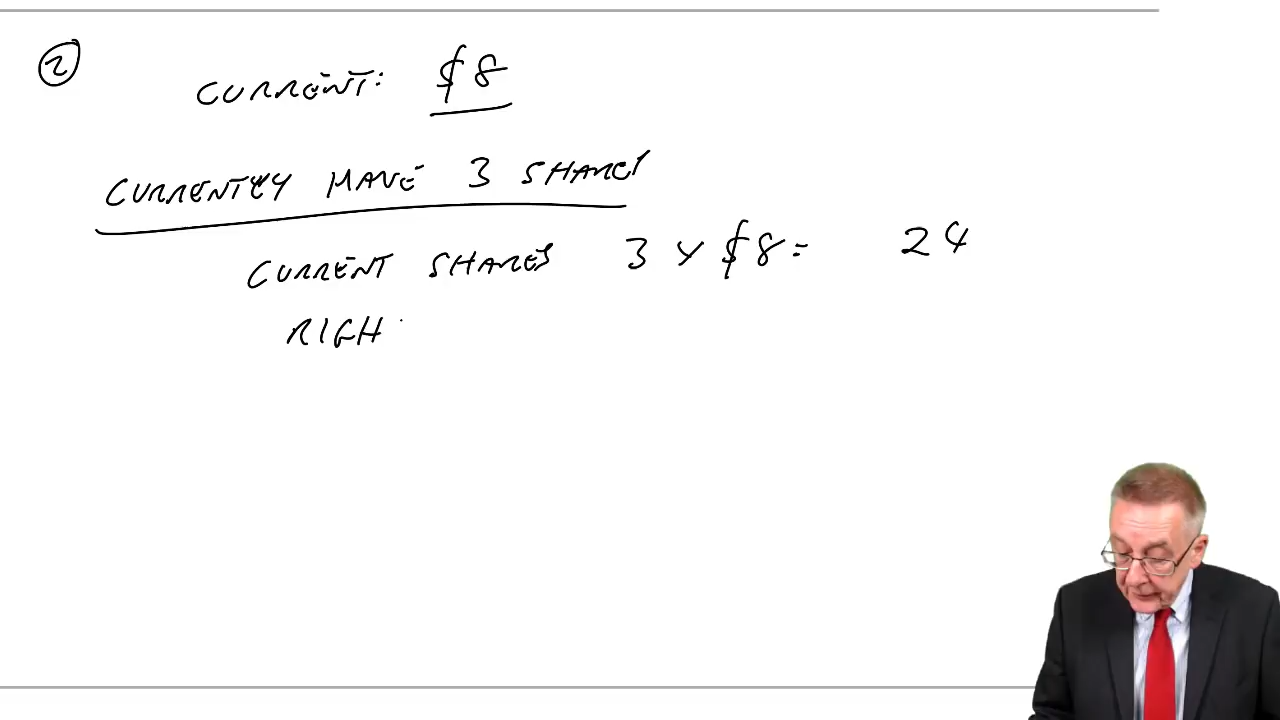 2
CURRENT: $8
CURRENTLY HAVE 3 SHARES
CURRENT SHARES 3 x $8 = 24
RIGH